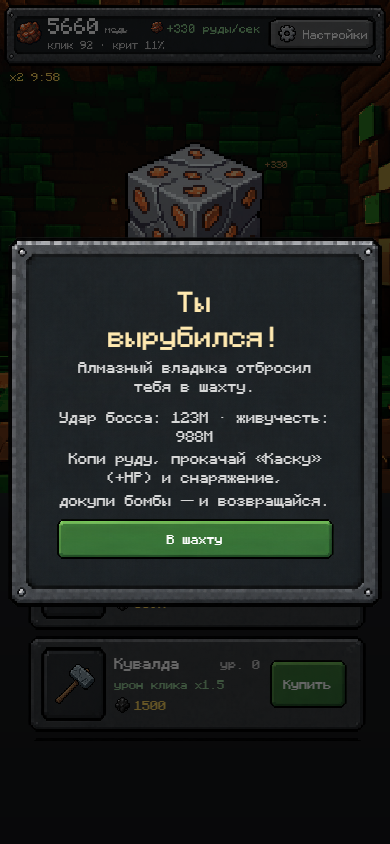 5660 медь
+330 руды/сек
Настройки
клик 92 · крит 11%
x2 9:58
+330
Ты
вырубился!
Алмазный владыка отбросил
тебя в шахту.
Удар босса: 123M · живучесть:
988M
Копи руду, прокачай «Каску»
(+HP) и снаряжение,
докупи бомбы — и возвращайся.
В шахту
Кувалда
ур. 0
урон клика x1.5
1500
Купить